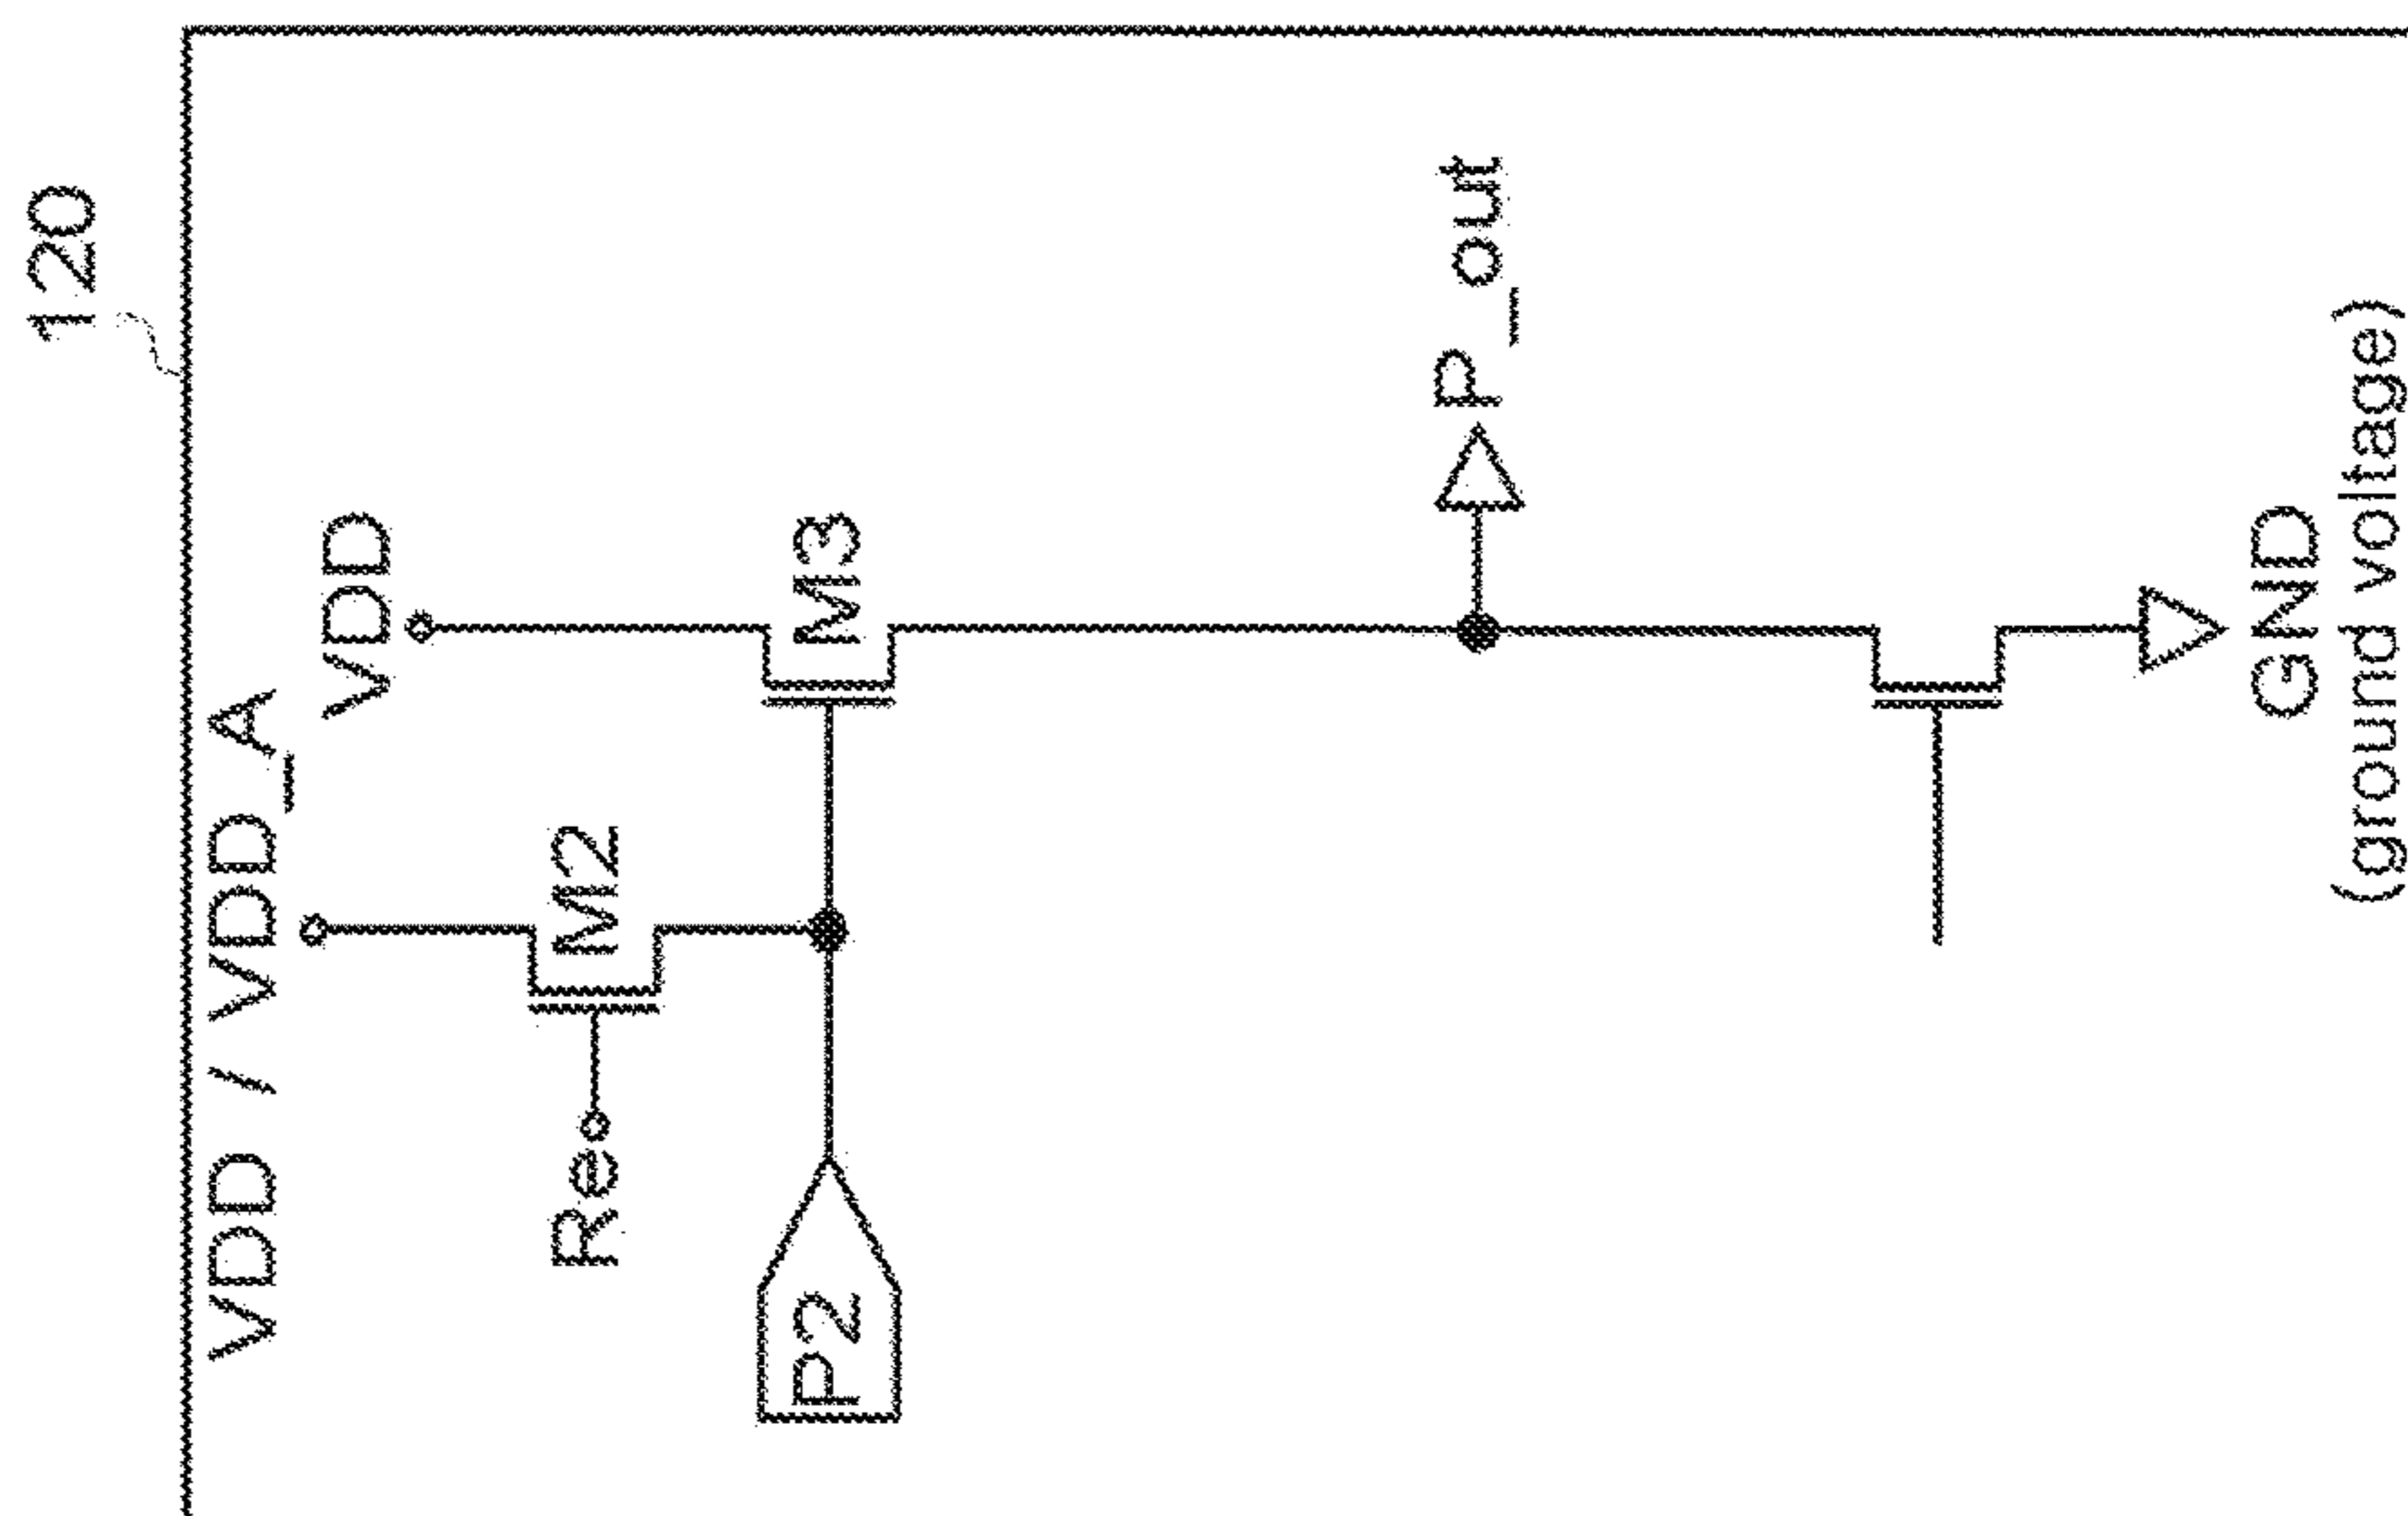 120
VDD / VDD_A
VDD
Re
M2
P2
M3
P_out
GND
(ground voltage)